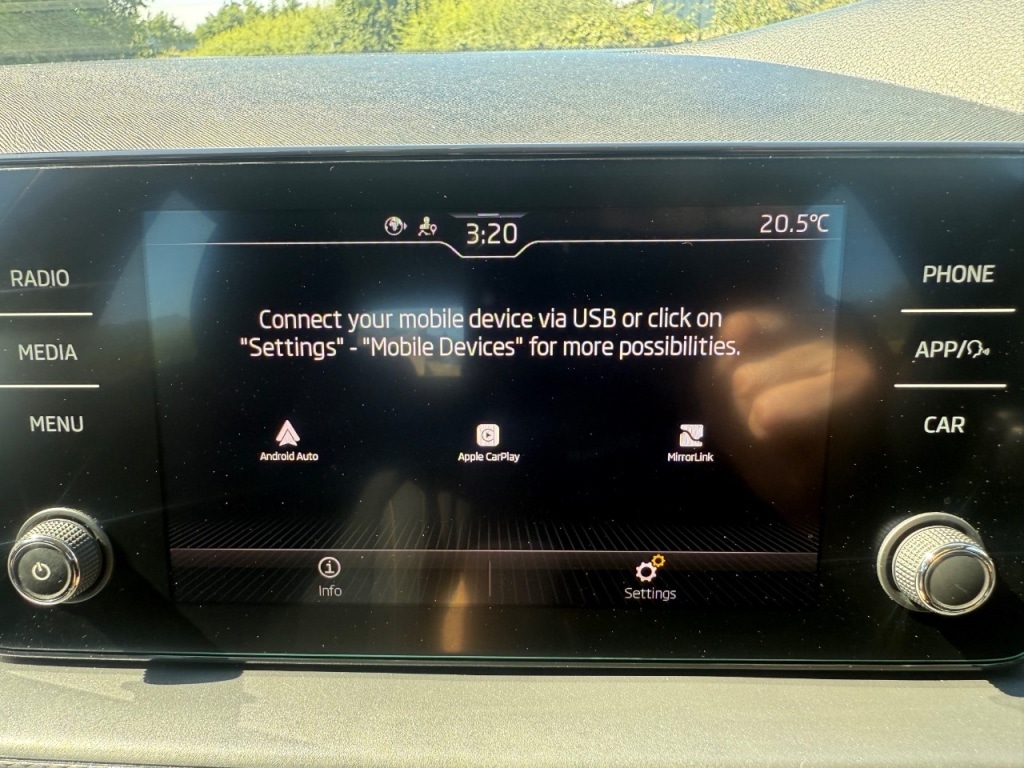 3:20
20.5°C
RADIO
MEDIA
MENU
Connect your mobile device via USB or click on
"Settings" - "Mobile Devices" for more possibilities.
Android Auto
Apple CarPlay
MirrorLink
Info
Settings
PHONE
APP/
CAR